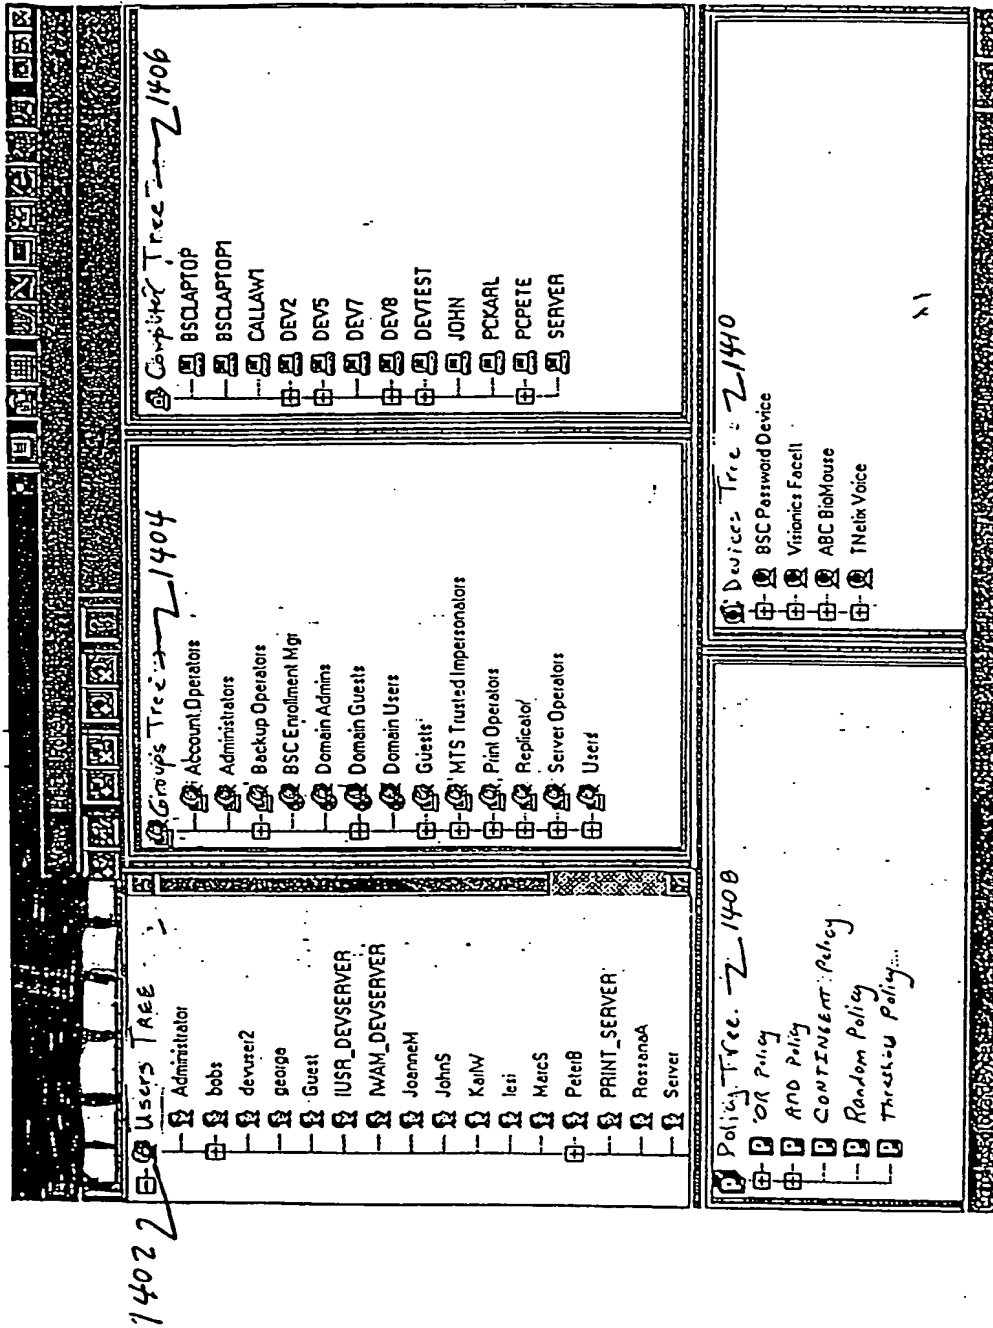 1402
Users TREE
Administrator
bobs
devuser2
george
Guest
IUSR_DEVSERVER
IWAM_DEVSERVER
JoanneM
JohnS
KarlW
lesi
MarcS
PeterB
PRINT_SERVER
RossanaA
Server
Groups Tree 1404
Account Operators
Administrators
Backup Operators
BSC Enrollment Mgr
Domain Admins
Domain Guests
Domain Users
Guests
MTS Trusted Impersonators
Print Operators
Replicator
Server Operators
Users
Computer Tree 1406
BSCLAPTOP
BSCLAPTOP1
CALLAW1
DEV2
DEV5
DEV7
DEV8
DEVTEST
JOHN
PCKARL
PCPETE
SERVER
Policy Tree. 1408
OR Policy
AND Policy
CONTINGENT Policy
Random Policy
Threshold Policy
Devices Tree 1410
BSC Password Device
Visionics FaceIt
ABC BioMouse
TNetix Voice